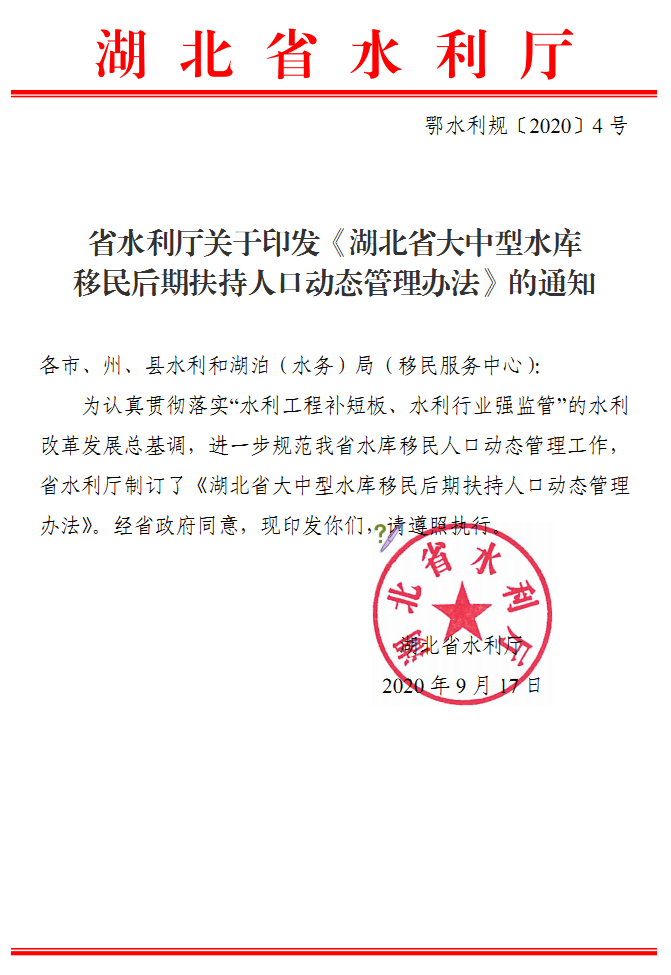 湖北省水利厅
鄂水利规〔2020〕4号
省水利厅关于印发《湖北省大中型水库
移民后期扶持人口动态管理办法》的通知
各市、州、县水利和湖泊（水务）局（移民服务中心）：
为认真贯彻落实“水利工程补短板、水利行业强监管”的水利
改革发展总基调，进一步规范我省水库移民人口动态管理工作，
省水利厅制订了《湖北省大中型水库移民后期扶持人口动态管理
办法》。经省政府同意，现印发你们，请遵照执行。
?
湖北省水利厅
湖北省水利厅
2020年9月17日